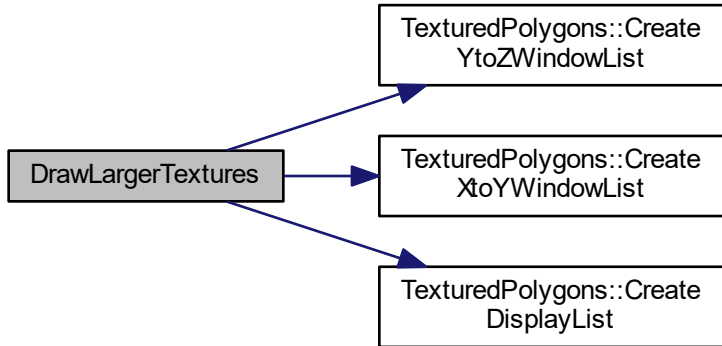 TexturedPolygons::Create
YtoZWindowList
DrawLargerTextures
TexturedPolygons::Create
XtoYWindowList
TexturedPolygons::Create
DisplayList